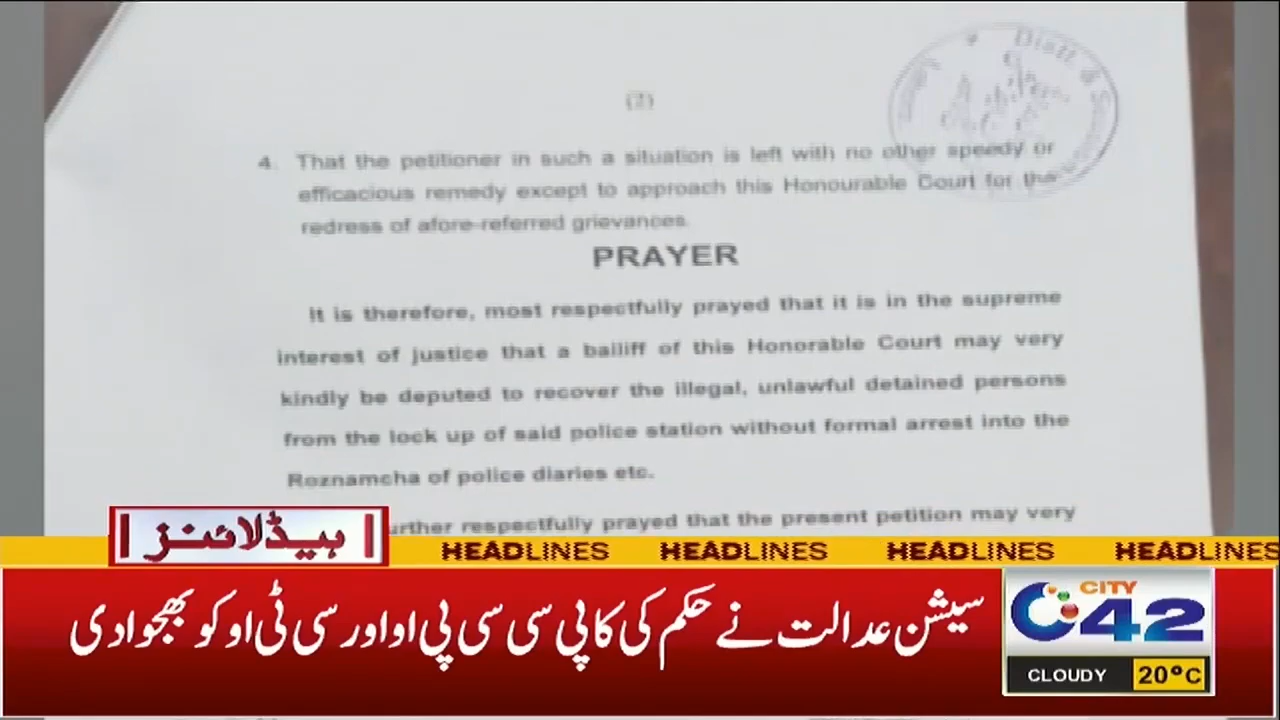 (2)
Distt &
4. That the petitioner in such a situation is left with no other speedy or
efficacious remedy except to approach this Honourable Court for the
redress of afore-referred grievances.
PRAYER
It is therefore, most respectfully prayed that it is in the supreme
interest of justice that a bailiff of this Honorable Court may very
kindly be deputed to recover the illegal, unlawful detained persons
from the lock up of said police station without formal arrest into the
Roznamcha of police diaries etc.
urther respectfully prayed that the present petition may very
ہیڈلائنز
HEADLINES HEADLINES HEADLINES HEADLINES
سیشن عدالت نے حکم کی کاپی سی سی پی او اور سی ٹی او کو بھجوا دی
CITY
42
CLOUDY 20°C